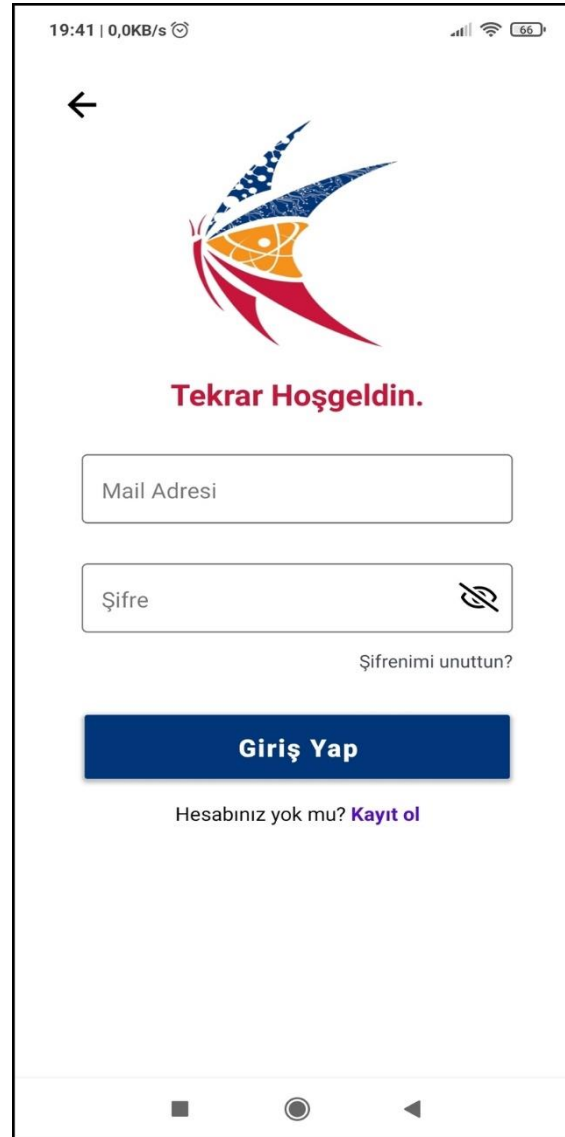 19:41 | 0,0KB/s
66
Tekrar Hoşgeldin.
Mail Adresi
Şifre
Şifrenimi unuttun?
Giriş Yap
Hesabınız yok mu? Kayıt ol